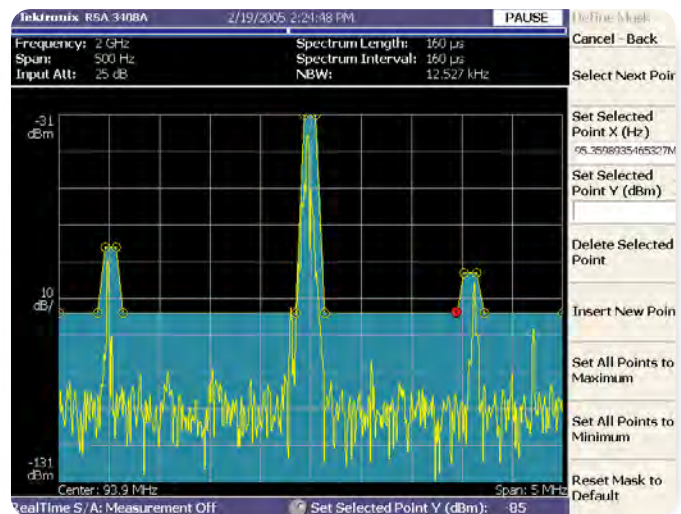 Tektronix RSA 3408A 2/19/2005 2:24:48 PM PAUSE Define Mask
Cancel - Back
Frequency: 2 GHz Spectrum Length: 160 µs
Span: 500 Hz Spectrum Interval: 160 µs
Input Att: 25 dB NBW: 12.527 kHz
Select Next Poin
-31
dBm
10
dB/
-131
dBm
Center: 93.9 MHz Span: 5 MHz
Set Selected
Point X (Hz)
95.3598935465327M
Set Selected
Point Y (dBm)
Delete Selected
Point
Insert New Poin
Set All Points to
Maximum
Set All Points to
Minimum
Reset Mask to
Default
RealTime S/A: Measurement Off Set Selected Point Y (dBm): -85